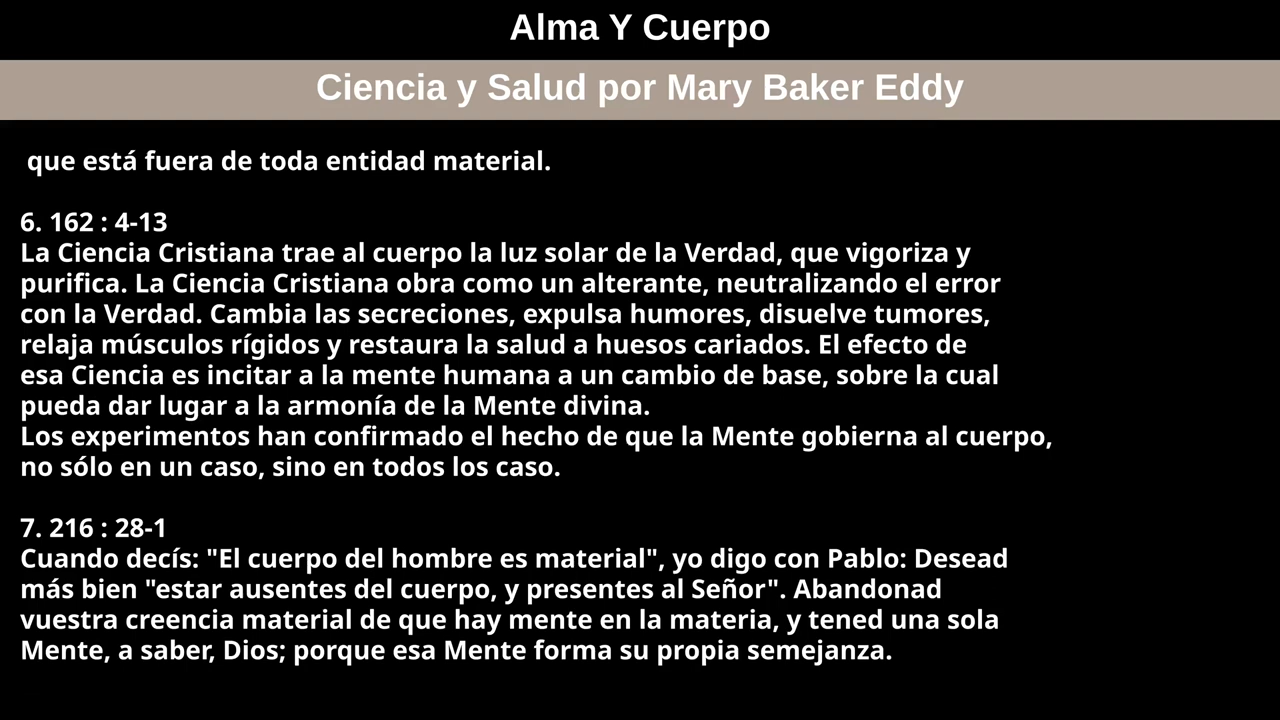 Alma Y Cuerpo
Ciencia y Salud por Mary Baker Eddy
que está fuera de toda entidad material.
6. 162 : 4-13
La Ciencia Cristiana trae al cuerpo la luz solar de la Verdad, que vigoriza y
purifica. La Ciencia Cristiana obra como un alterante, neutralizando el error
con la Verdad. Cambia las secreciones, expulsa humores, disuelve tumores,
relaja músculos rígidos y restaura la salud a huesos cariados. El efecto de
esa Ciencia es incitar a la mente humana a un cambio de base, sobre la cual
pueda dar lugar a la armonía de la Mente divina.
Los experimentos han confirmado el hecho de que la Mente gobierna al cuerpo,
no sólo en un caso, sino en todos los caso.
7. 216 : 28-1
Cuando decís: "El cuerpo del hombre es material", yo digo con Pablo: Desead
más bien "estar ausentes del cuerpo, y presentes al Señor". Abandonad
vuestra creencia material de que hay mente en la materia, y tened una sola
Mente, a saber, Dios; porque esa Mente forma su propia semejanza.